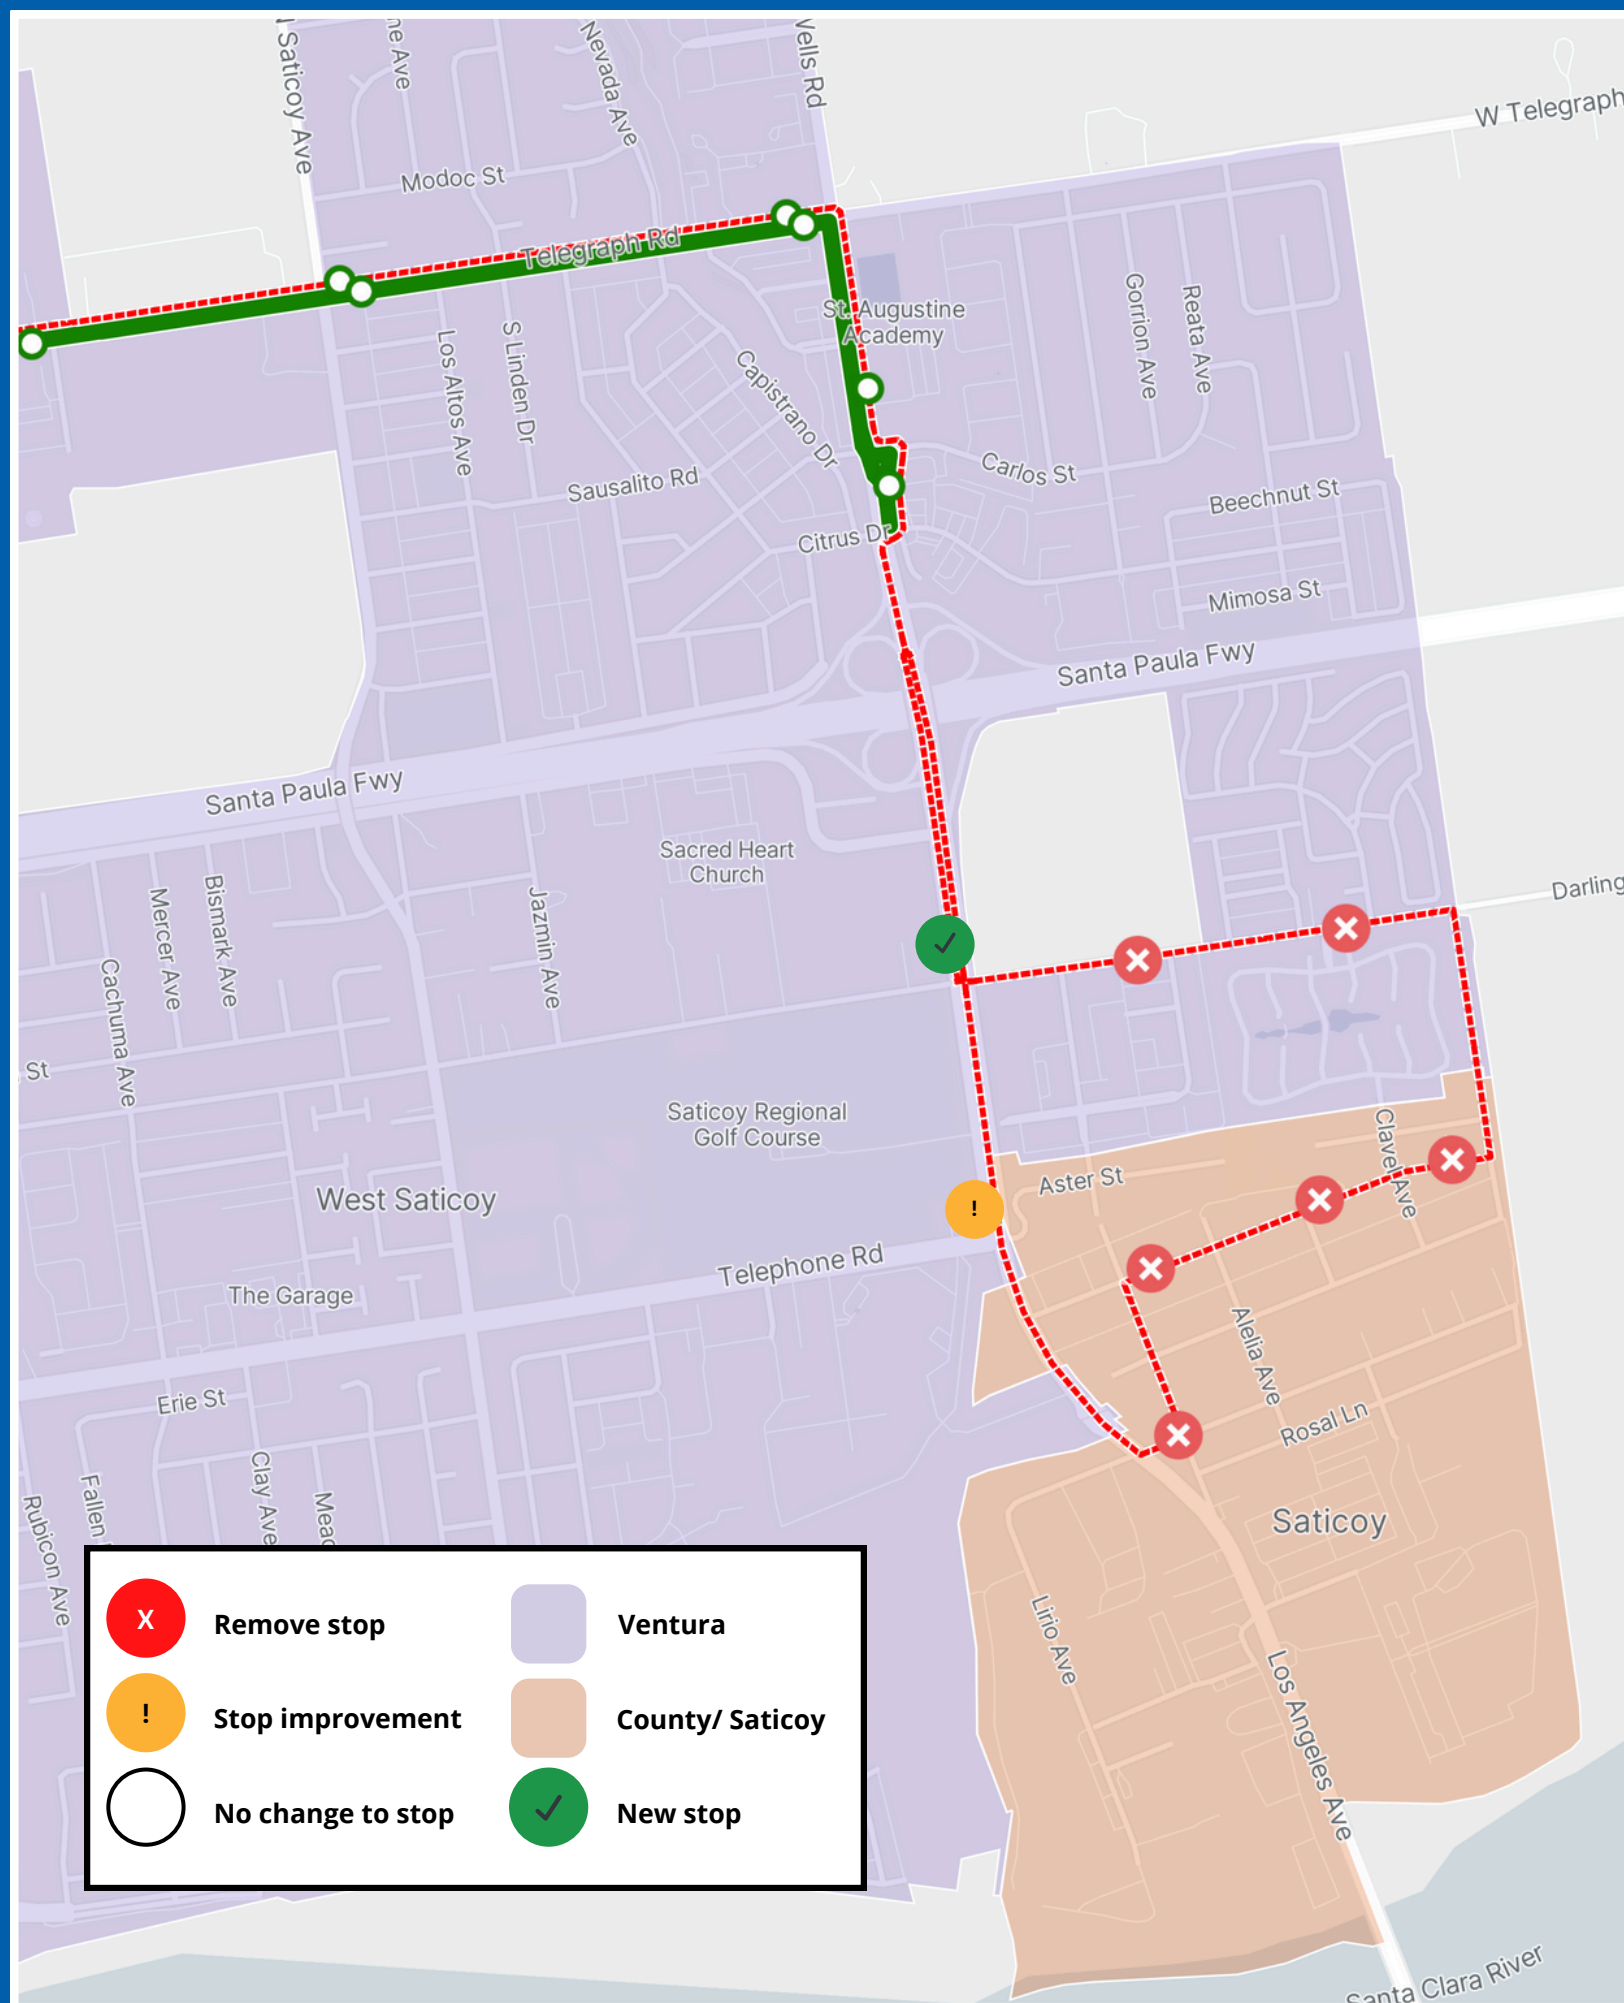 N Saticoy Ave
ne Ave
Nevada Ave
Wells Rd
W Telegraph
Modoc St
Telegraph Rd
St. Augustine
Academy
Gorrion Ave
Reata Ave
Los Altos Ave
S Linden Dr
Capistrano Dr
Sausalito Rd
Carlos St
Beechnut St
Citrus Dr
Mimosa St
Santa Paula Fwy
Santa Paula Fwy
Sacred Heart
Church
Darling
Mercer Ave
Bismark Ave
Jazmin Ave
Cachuma Ave
St
Saticoy Regional
Golf Course
Clavel Ave
Aster St
West Saticoy
!
Telephone Rd
The Garage
Alelia Ave
Erie St
Rosal Ln
Clay Ave
Fallen
Mead
Rubicon Ave
Saticoy
Lirio Ave
Los Angeles Ave
X
Remove stop
Ventura
!
Stop improvement
County/ Saticoy
No change to stop
New stop
Santa Clara River